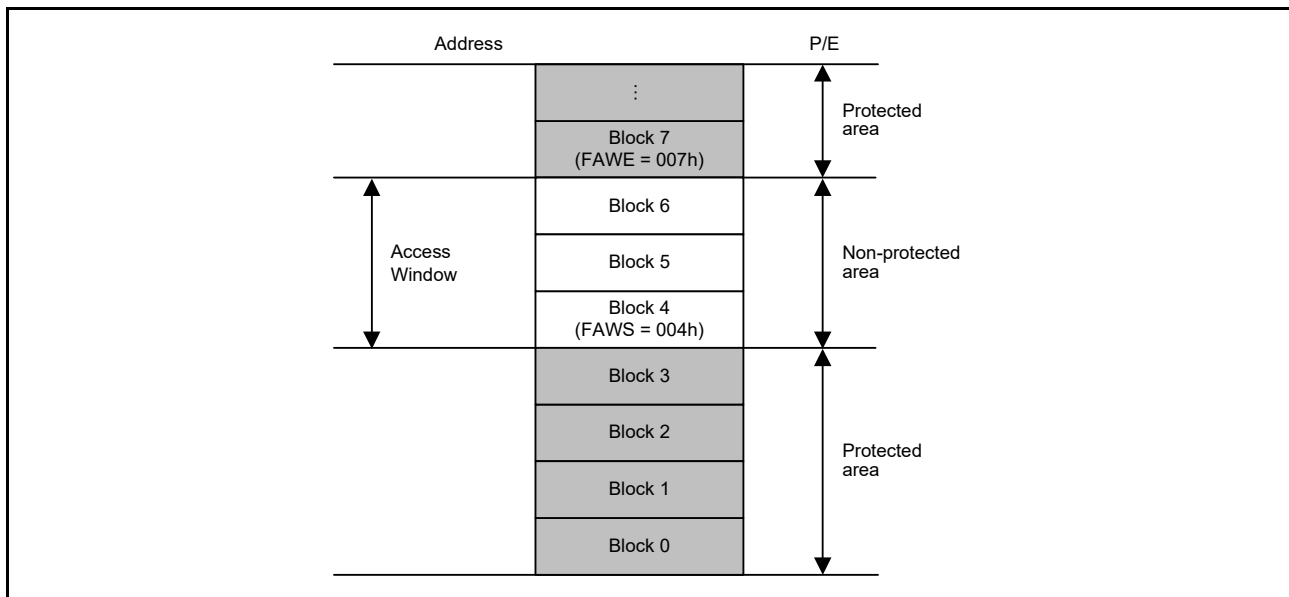 Address
P/E
⋮
Protected
area
Block 7
(FAWE = 007h)
Block 6
Access
Window
Block 5
Non-protected
area
Block 4
(FAWS = 004h)
Block 3
Block 2
Protected
area
Block 1
Block 0